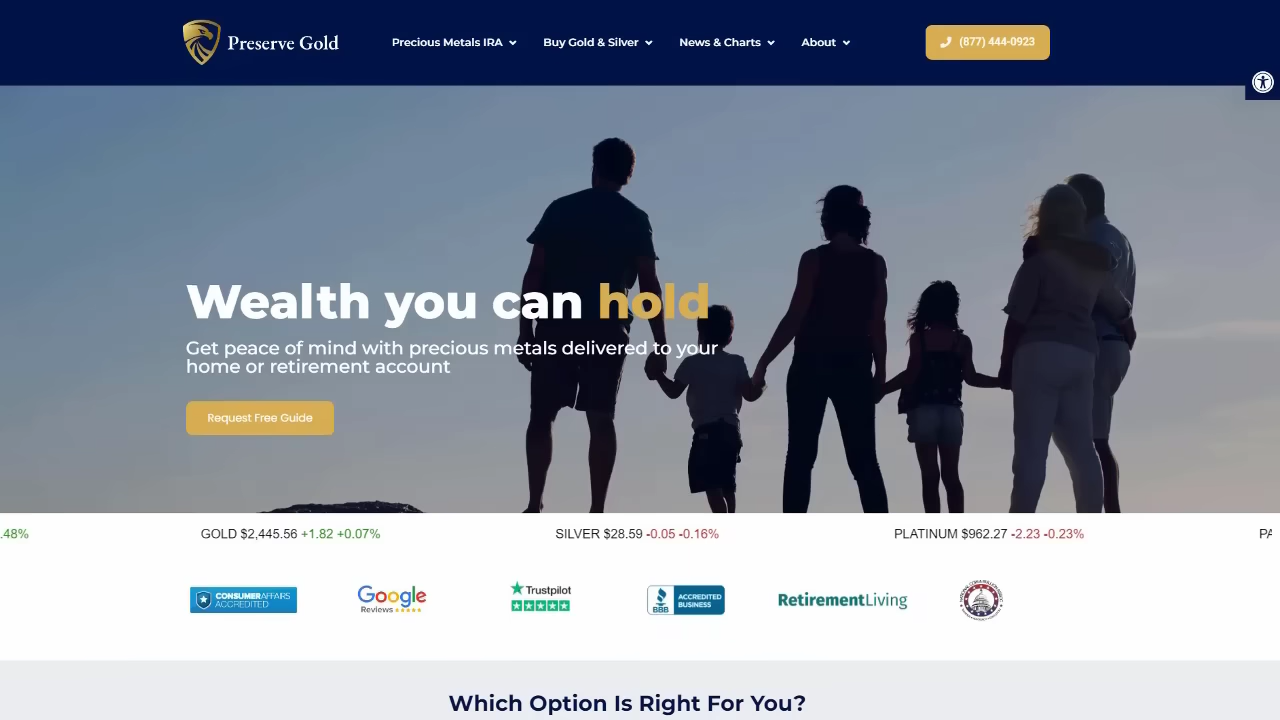 Preserve Gold
Precious Metals IRA
Buy Gold & Silver
News & Charts
About
(877) 444-0923
Wealth you can hold
Get peace of mind with precious metals delivered to your
home or retirement account
Request Free Guide
.48%
GOLD $2,445.56 +1.82 +0.07%
SILVER $28.59 -0.05 -0.16%
PLATINUM $962.27 -2.23 -0.23%
PA
CONSUMERAFFAIRS
ACCREDITED
Google
Reviews
Trustpilot
BBB
ACCREDITED
BUSINESS
RetirementLiving
Which Option Is Right For You?